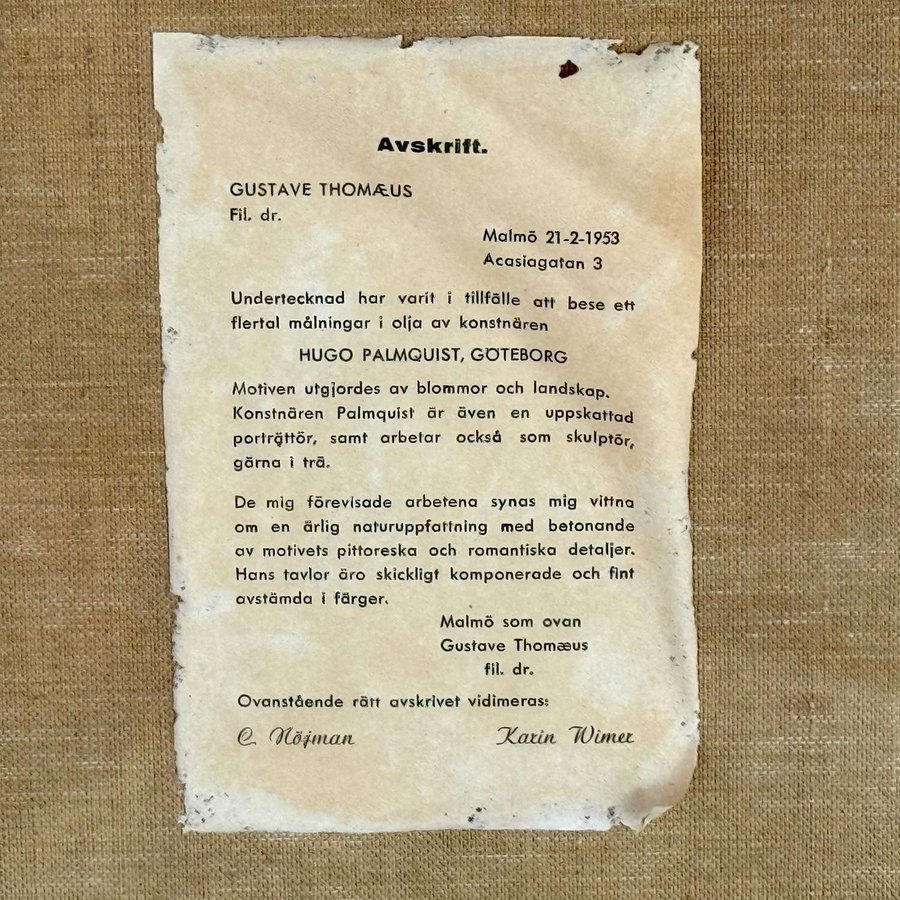 Avskrift.
GUSTAVE THOMÆUS
Fil. dr.
Malmö 21-2-1953
Acasiagatan 3
Undertecknad har varit i tillfälle att bese ett
flertal målningar i olja av konstnären
HUGO PALMQUIST, GÖTEBORG
Motiven utgjordes av blommor och landskap.
Konstnären Palmquist är även en uppskattad
porträttör, samt arbetar också som skulptör,
gärna i trä.
De mig förevisade arbetena synas mig vittna
om en ärlig naturuppfattning med betonande
av motivets pittoreska och romantiska detaljer.
Hans tavlor äro skickligt komponerade och fint
avstämda i färger.
Malmö som ovan
Gustave Thomæus
fil. dr.
Ovanstående rätt avskrivet vidimeras:
C. Nöjman Karin Wimer